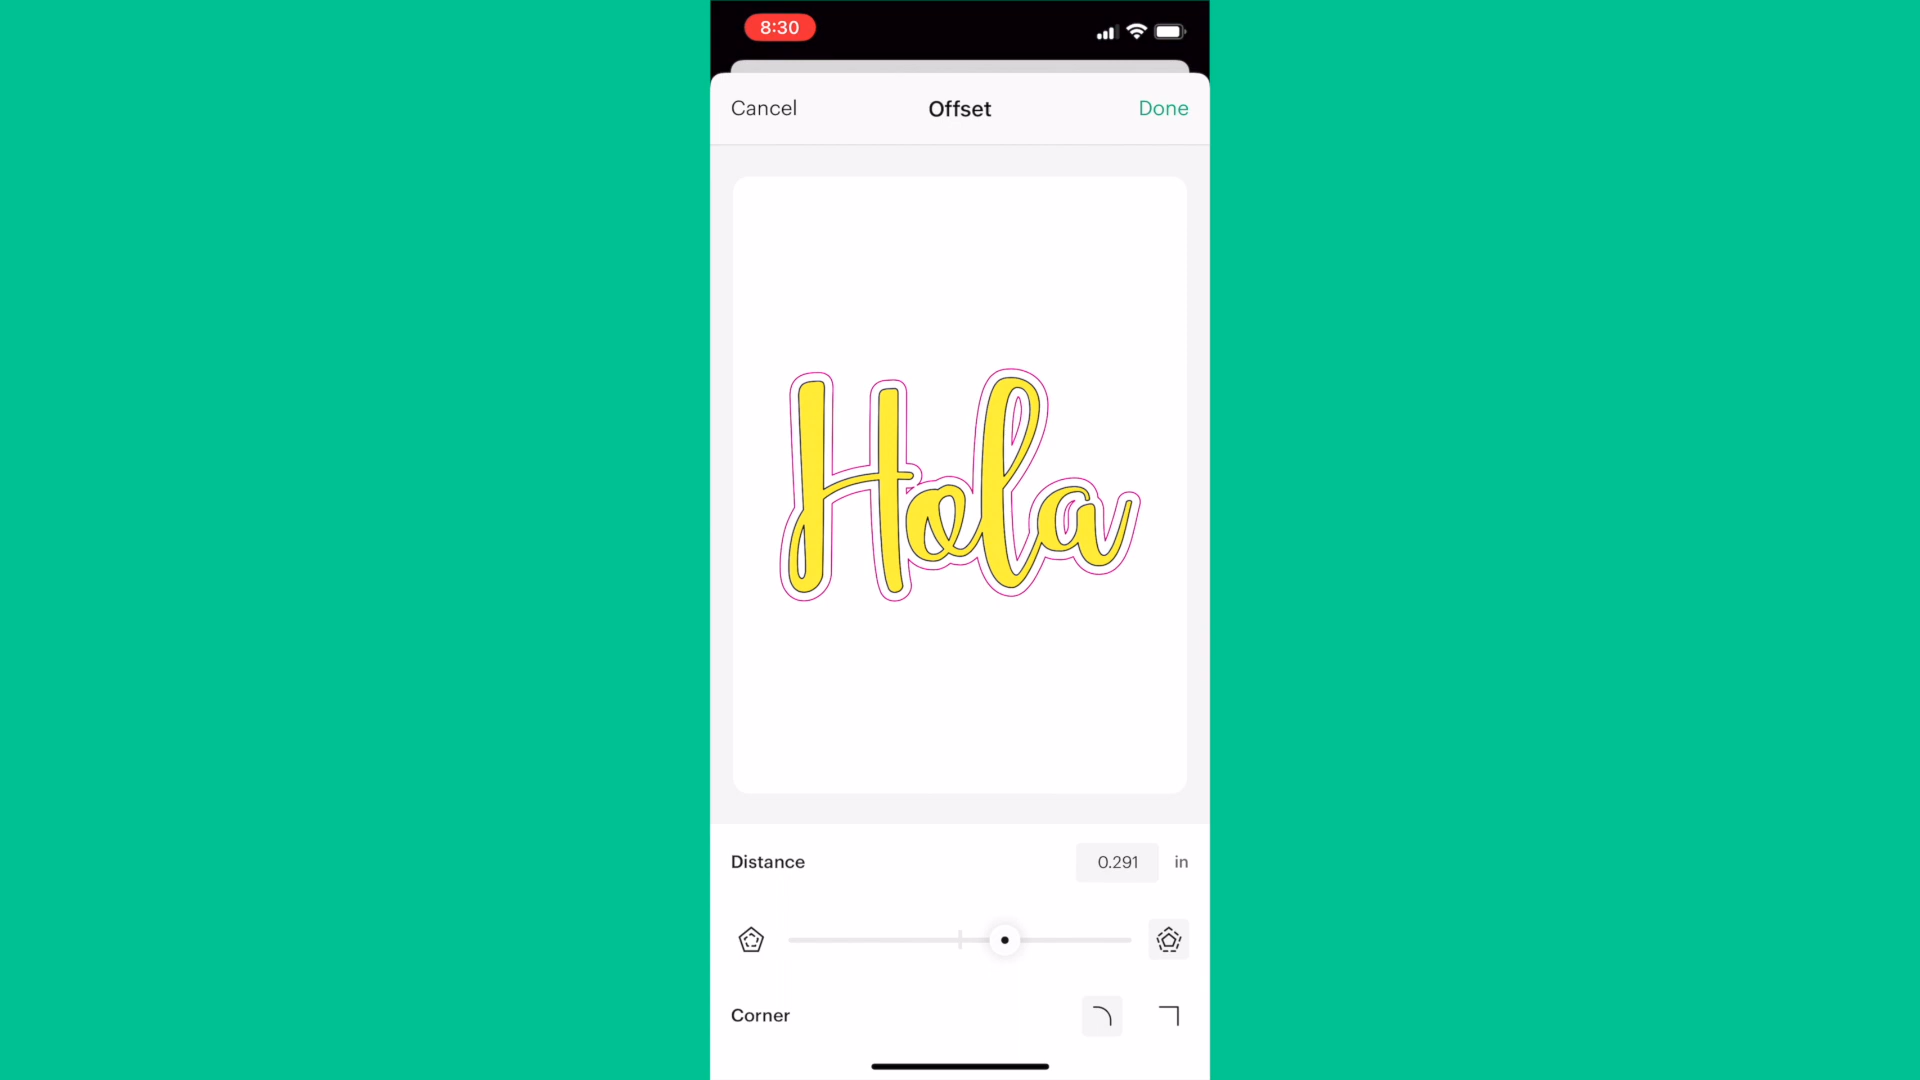 8:30
Cancel
Offset
Done
Hola
Distance
0.291
in
Corner